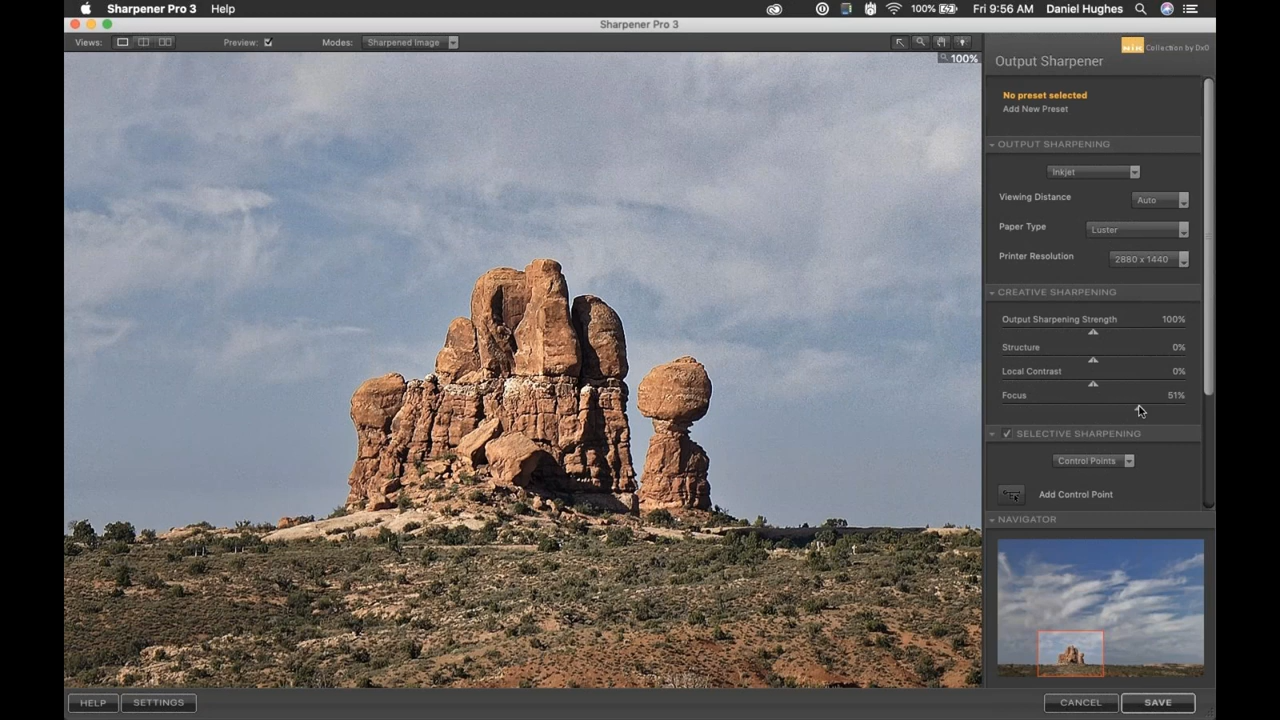 Sharpener Pro 3 Help 100% Fri 9:56 AM Daniel Hughes
Sharpener Pro 3
Views: Preview: Modes: Sharpened Image
100%
Nik Collection by DxO
Output Sharpener
No preset selected
Add New Preset
OUTPUT SHARPENING
Inkjet
Viewing Distance Auto
Paper Type Luster
Printer Resolution 2880 x 1440
CREATIVE SHARPENING
Output Sharpening Strength 100%
Structure 0%
Local Contrast 0%
Focus 51%
SELECTIVE SHARPENING
Control Points
Add Control Point
NAVIGATOR
HELP SETTINGS CANCEL SAVE